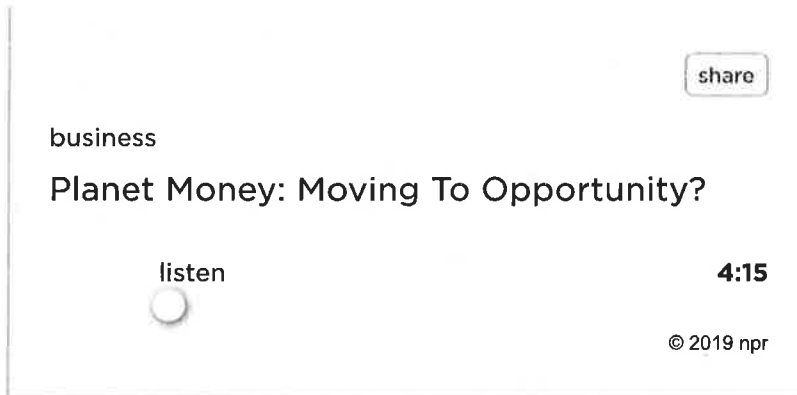 share
business
Planet Money: Moving To Opportunity?
listen 4:15
© 2019 npr